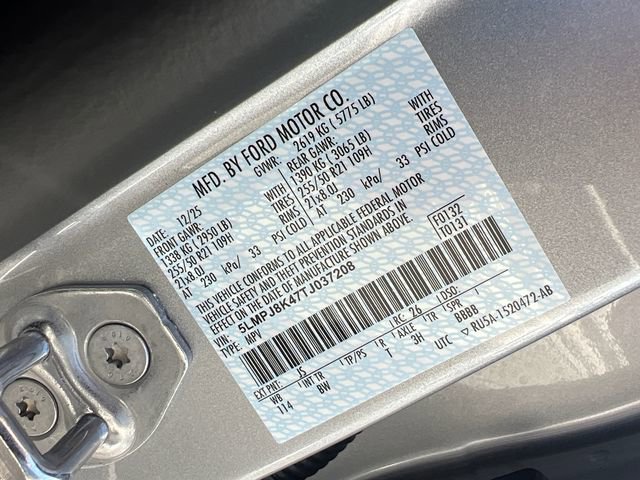 MFD. BY FORD MOTOR CO.
DATE: 12/25 GVWR: 2619 KG ( 5775 LB)
FRONT GAWR: REAR GAWR:
1338 KG ( 2950 LB) WITH 1390 KG ( 3065 LB) WITH
255/50 R21 109H TIRES 255/50 R21 109H TIRES
21x8.0J RIMS 21x8.0J RIMS
AT 230 kPa/ 33 PSI COLD AT 230 kPa/ 33 PSI COLD
THIS VEHICLE CONFORMS TO ALL APPLICABLE FEDERAL MOTOR
VEHICLE SAFETY AND THEFT PREVENTION STANDARDS IN
EFFECT ON THE DATE OF MANUFACTURE SHOWN ABOVE.
VIN: 5LMPJ8K47TJ037208
TYPE: MPV
F0132
T0131
EXT PNT: JS RC: 26 DSO:
WB INT TR TP/PS R AXLE TR SPR
114 BW T 3H T BBBB
UTC ▽ RU5A-1520472-AB